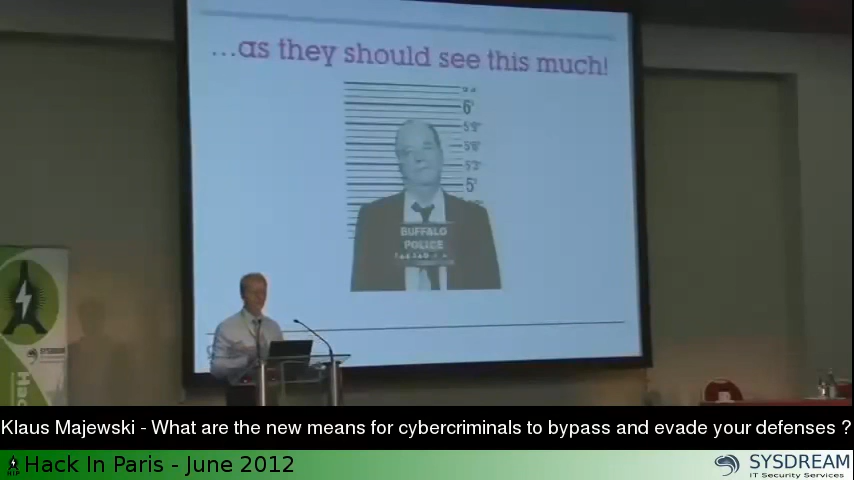 ...as they should see this much!
6'
5'9"
5'6"
5'3"
5'
BUFFALO
POLICE
SYSDREAM
Klaus Majewski - What are the new means for cybercriminals to bypass and evade your defenses ?
Hack In Paris - June 2012
SYSDREAM
IT Security Services